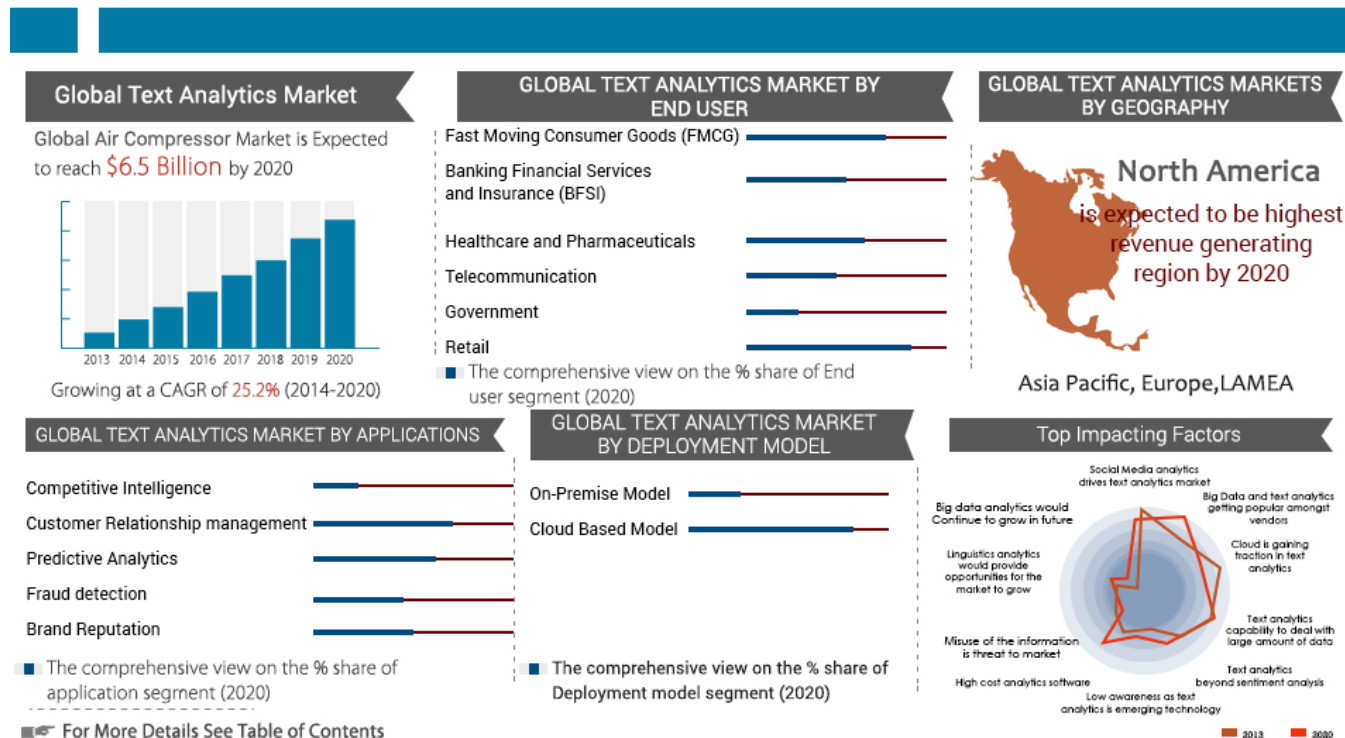 Global Text Analytics Market
Global Air Compressor Market is Expected
to reach $6.5 Billion by 2020
2013 2014 2015 2016 2017 2018 2019 2020
Growing at a CAGR of 25.2% (2014-2020)
GLOBAL TEXT ANALYTICS MARKET BY
END USER
Fast Moving Consumer Goods (FMCG)
Banking Financial Services
and Insurance (BFSI)
Healthcare and Pharmaceuticals
Telecommunication
Government
Retail
The comprehensive view on the % share of End
user segment (2020)
GLOBAL TEXT ANALYTICS MARKETS
BY GEOGRAPHY
North America
is expected to be highest
revenue generating
region by 2020
Asia Pacific, Europe,LAMEA
GLOBAL TEXT ANALYTICS MARKET BY APPLICATIONS
Competitive Intelligence
Customer Relationship management
Predictive Analytics
Fraud detection
Brand Reputation
The comprehensive view on the % share of
application segment (2020)
For More Details See Table of Contents
GLOBAL TEXT ANALYTICS MARKET
BY DEPLOYMENT MODEL
On-Premise Model
Cloud Based Model
The comprehensive view on the % share of
Deployment model segment (2020)
Top Impacting Factors
Social Media analytics
drives text analytics market
Big Data and text analytics
getting popular amongst
vendors
Cloud is gaining
traction in text
analytics
Text analytics
capability to deal with
large amount of data
Text analytics
beyond sentiment analysis
Low awareness as text
analytics is emerging technology
High cost analytics software
Misuse of the information
is threat to market
Linguistics analytics
would provide
opportunities for the
market to grow
Big data analytics would
Continue to grow in future
2013 2020